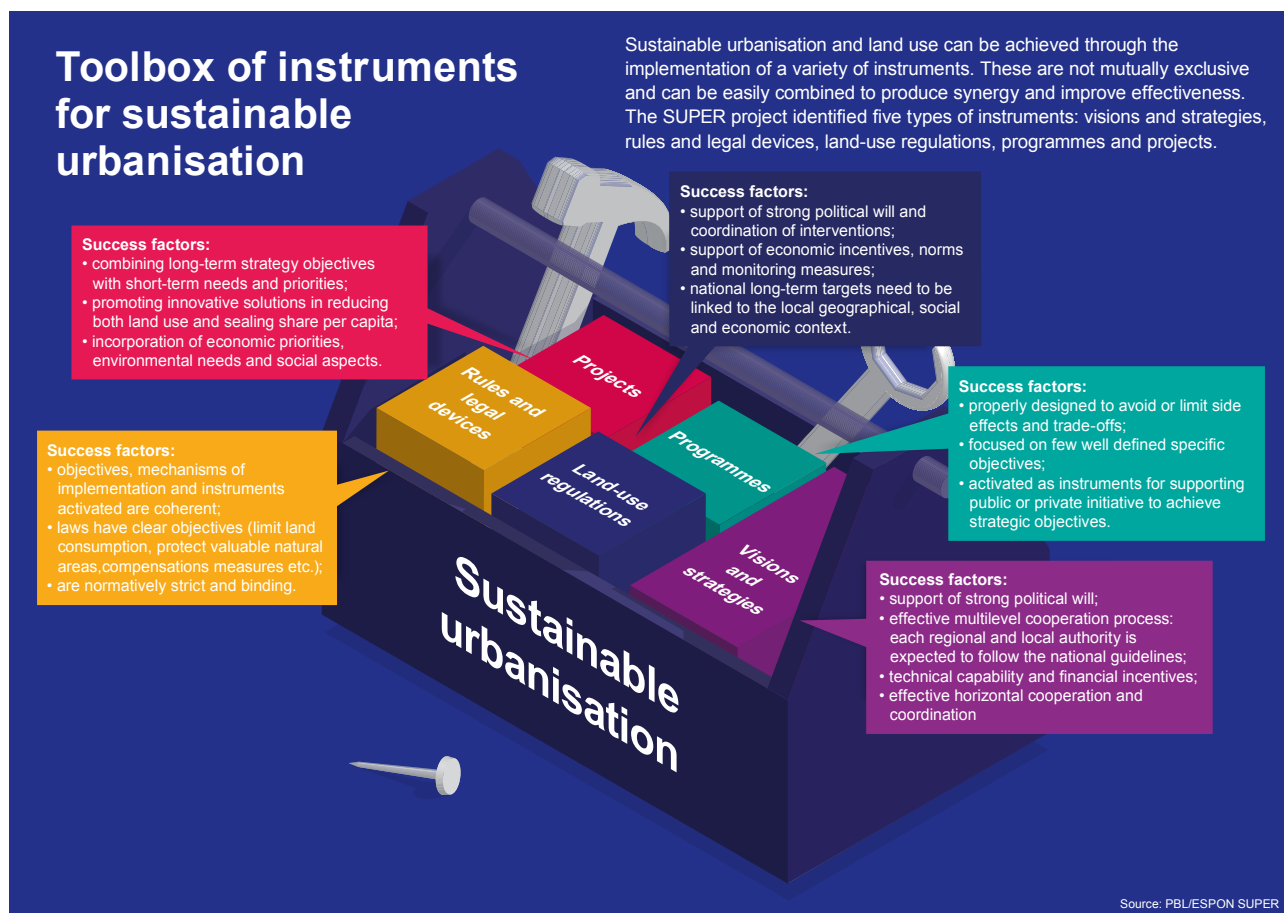 Toolbox of instruments
for sustainable
urbanisation
Sustainable urbanisation and land use can be achieved through the
implementation of a variety of instruments. These are not mutually exclusive
and can be easily combined to produce synergy and improve effectiveness.
The SUPER project identified five types of instruments: visions and strategies,
rules and legal devices, land-use regulations, programmes and projects.
Success factors:
• support of strong political will and
coordination of interventions;
• support of economic incentives, norms
and monitoring measures;
• national long-term targets need to be
linked to the local geographical, social
and economic context.
Success factors:
• combining long-term strategy objectives
with short-term needs and priorities;
• promoting innovative solutions in reducing
both land use and sealing share per capita;
• incorporation of economic priorities,
environmental needs and social aspects.
Projects
Rules and
legal
devices
Programmes
Land-use
regulations
Visions
and
strategies
Success factors:
• properly designed to avoid or limit side
effects and trade-offs;
• focused on few well defined specific
objectives;
• activated as instruments for supporting
public or private initiative to achieve
strategic objectives.
Success factors:
• objectives, mechanisms of
implementation and instruments
activated are coherent;
• laws have clear objectives (limit land
consumption, protect valuable natural
areas,compensations measures etc.);
• are normatively strict and binding.
Success factors:
• support of strong political will;
• effective multilevel cooperation process:
each regional and local authority is
expected to follow the national guidelines;
• technical capability and financial incentives;
• effective horizontal cooperation and
coordination
Sustainable
urbanisation
Source: PBL/ESPON SUPER